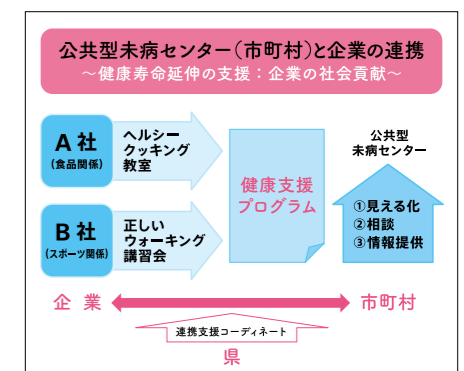 公共型未病センター(市町村)と企業の連携
～健康寿命延伸の支援：企業の社会貢献～
A社
(食品関係)
ヘルシー
クッキング
教室
B社
(スポーツ関係)
正しい
ウォーキング
講習会
健康支援
プログラム
公共型
未病センター
①見える化
②相談
③情報提供
企業
市町村
連携支援コーディネート
県